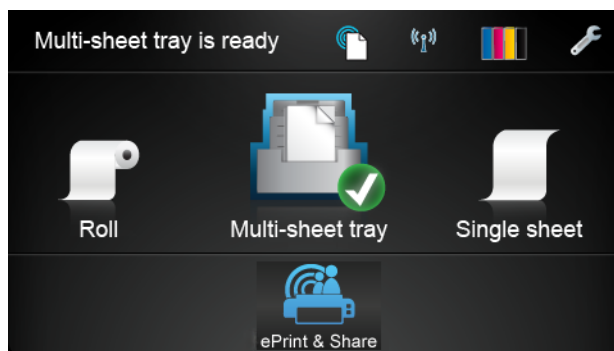 Multi-sheet tray is ready
Roll
Multi-sheet tray
Single sheet
ePrint & Share